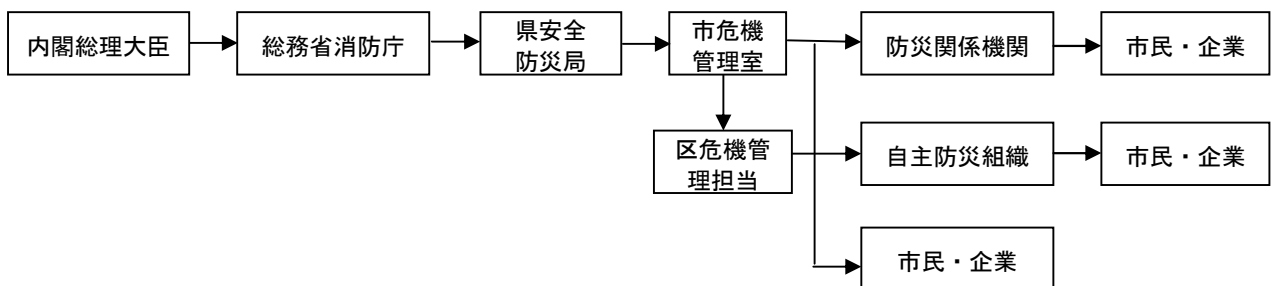 内閣総理大臣
総務省消防庁
県安全
防災局
市危機
管理室
防災関係機関
市民・企業
区危機管
理担当
自主防災組織
市民・企業
市民・企業